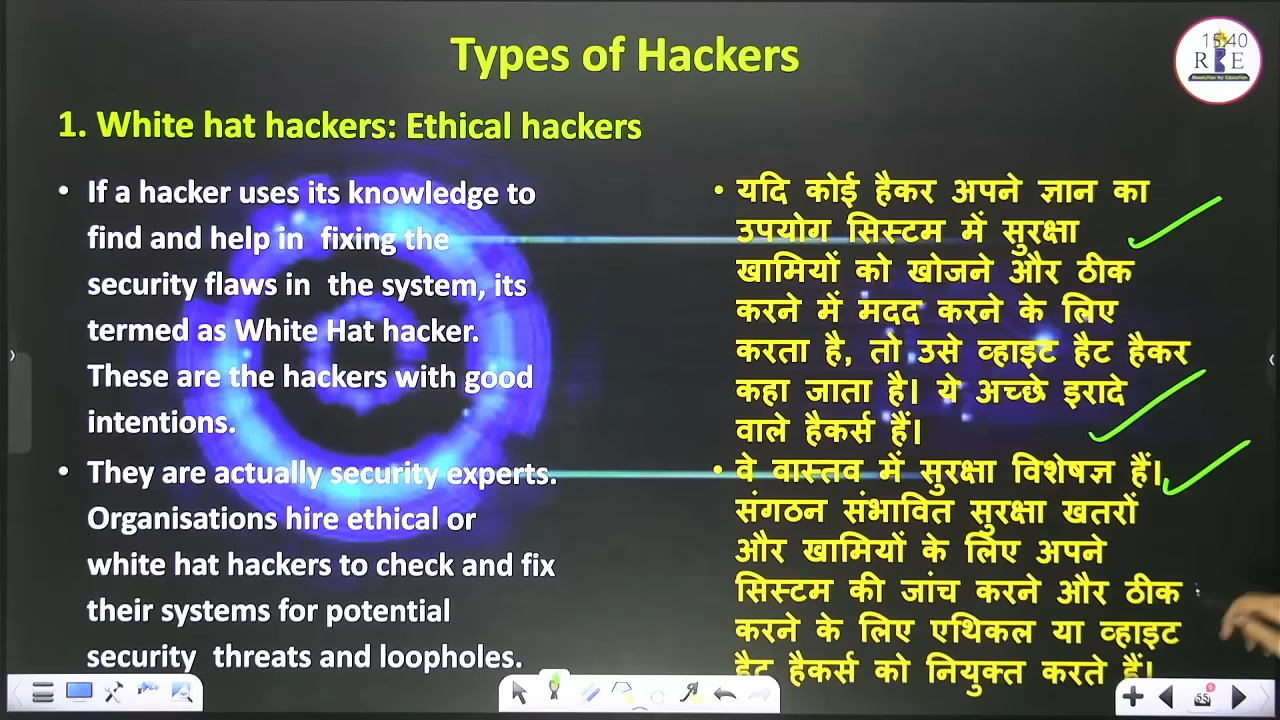 Types of Hackers
15:40
R E
1. White hat hackers: Ethical hackers
• If a hacker uses its knowledge to
find and help in fixing the
security flaws in the system, its
termed as White Hat hacker.
These are the hackers with good
intentions.
• They are actually security experts.
Organisations hire ethical or
white hat hackers to check and fix
their systems for potential
security threats and loopholes.
• यदि कोई हैकर अपने ज्ञान का
उपयोग सिस्टम में सुरक्षा
खामियों को खोजने और ठीक
करने में मदद करने के लिए
करता है, तो उसे व्हाइट हैट हैकर
कहा जाता है। ये अच्छे इरादे
वाले हैकर्स हैं।
• वे वास्तव में सुरक्षा विशेषज्ञ हैं।
संगठन संभावित सुरक्षा खतरों
और खामियों के लिए अपने
सिस्टम की जांच करने और ठीक
करने के लिए एथिकल या व्हाइट
हैट हैकर्स को नियुक्त करते हैं।
55